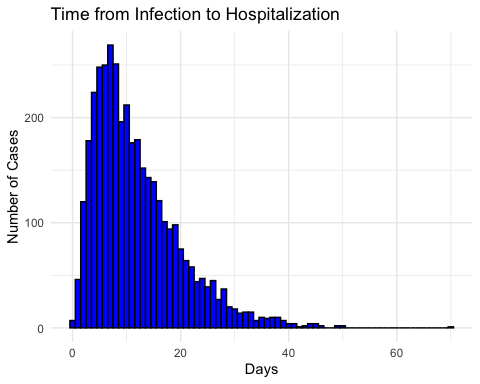 Time from Infection to Hospitalization
Number of Cases
200
100
0
0 20 40 60
Days